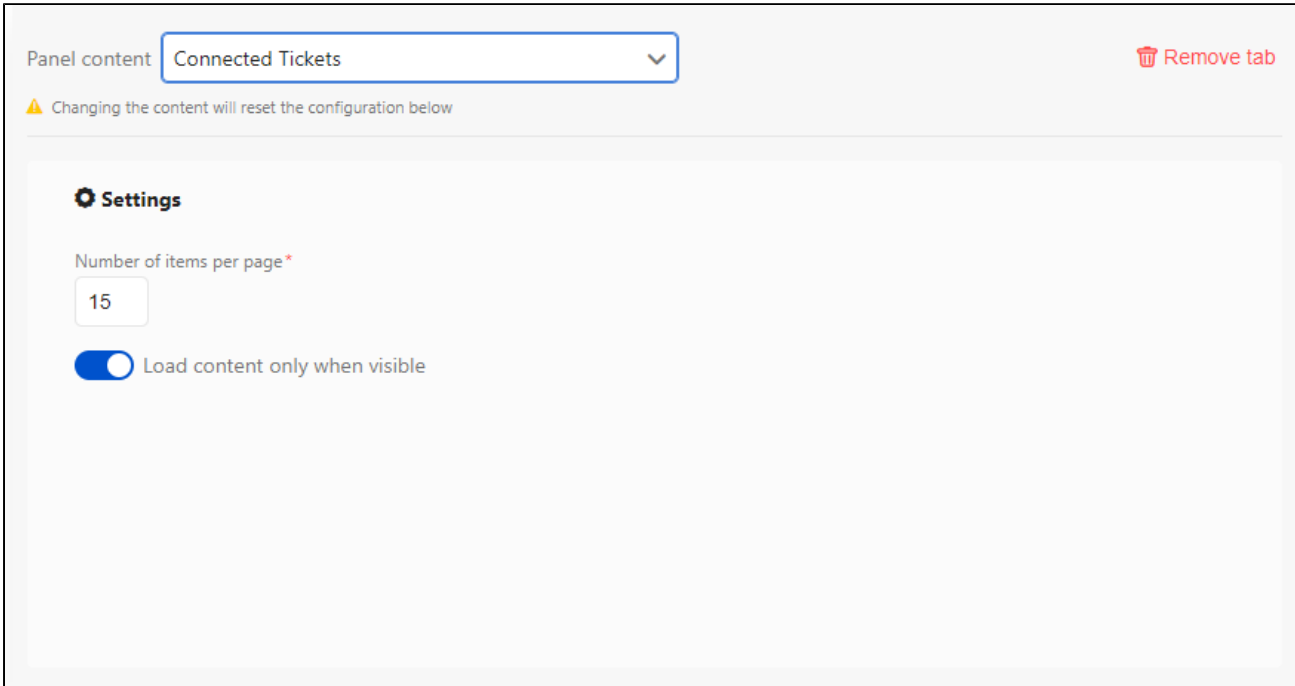 Panel content Connected Tickets Remove tab
Changing the content will reset the configuration below
Settings
Number of items per page*
15
Load content only when visible